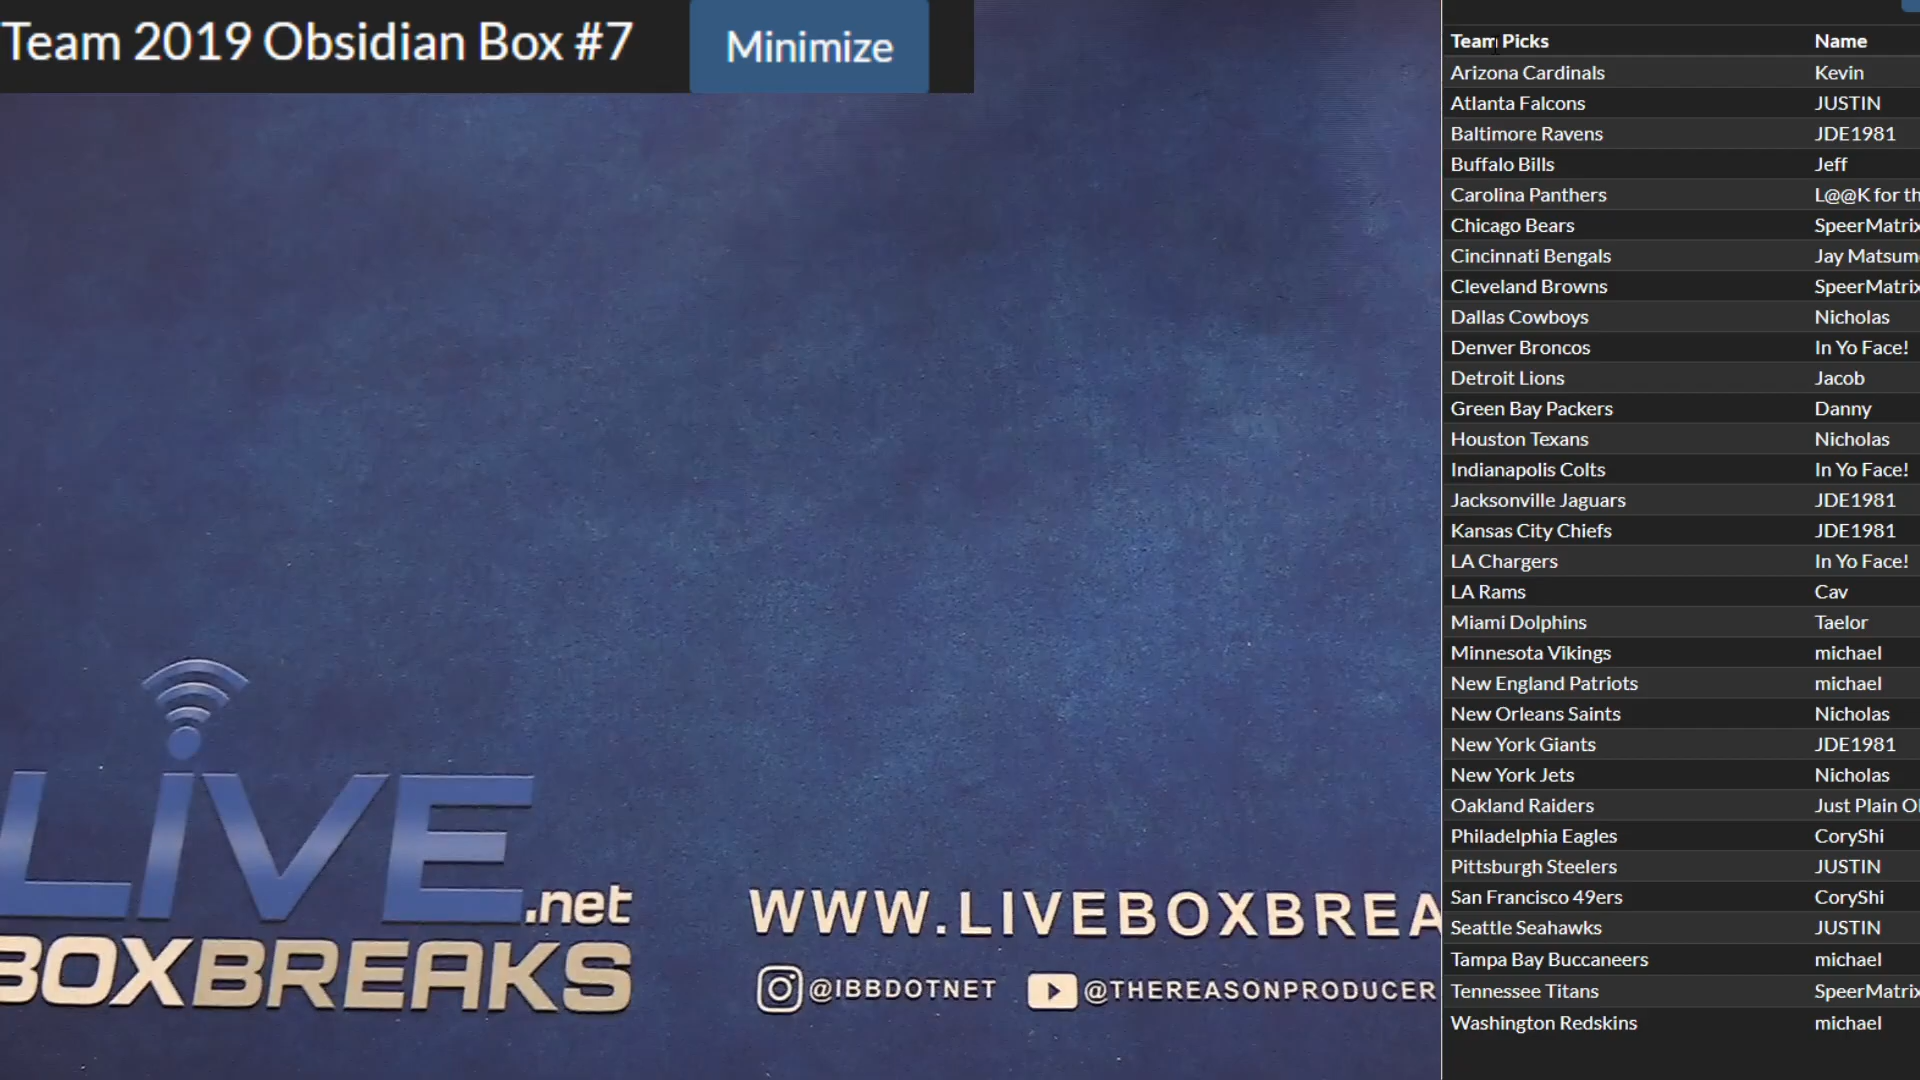 Team 2019 Obsidian Box #7
Minimize
Team Picks Name
Arizona Cardinals Kevin
Atlanta Falcons JUSTIN
Baltimore Ravens JDE1981
Buffalo Bills Jeff
Carolina Panthers L@@K for th
Chicago Bears SpeerMatrix
Cincinnati Bengals Jay Matsum
Cleveland Browns SpeerMatrix
Dallas Cowboys Nicholas
Denver Broncos In Yo Face!
Detroit Lions Jacob
Green Bay Packers Danny
Houston Texans Nicholas
Indianapolis Colts In Yo Face!
Jacksonville Jaguars JDE1981
Kansas City Chiefs JDE1981
LA Chargers In Yo Face!
LA Rams Cav
Miami Dolphins Taelor
Minnesota Vikings michael
New England Patriots michael
New Orleans Saints Nicholas
New York Giants JDE1981
New York Jets Nicholas
Oakland Raiders Just Plain Ol
Philadelphia Eagles CoryShi
Pittsburgh Steelers JUSTIN
San Francisco 49ers CoryShi
Seattle Seahawks JUSTIN
Tampa Bay Buccaneers michael
Tennessee Titans SpeerMatrix
Washington Redskins michael
LiVE.net
BOXBREAKS
WWW.LIVEBOXBREA
@IBBDOTNET @THEREASONPRODUCER